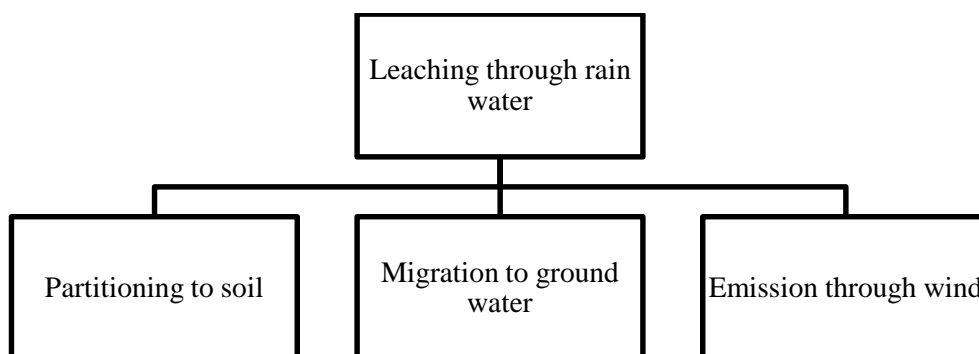 Leaching through rain
water
Partitioning to soil
Migration to ground
water
Emission through wind